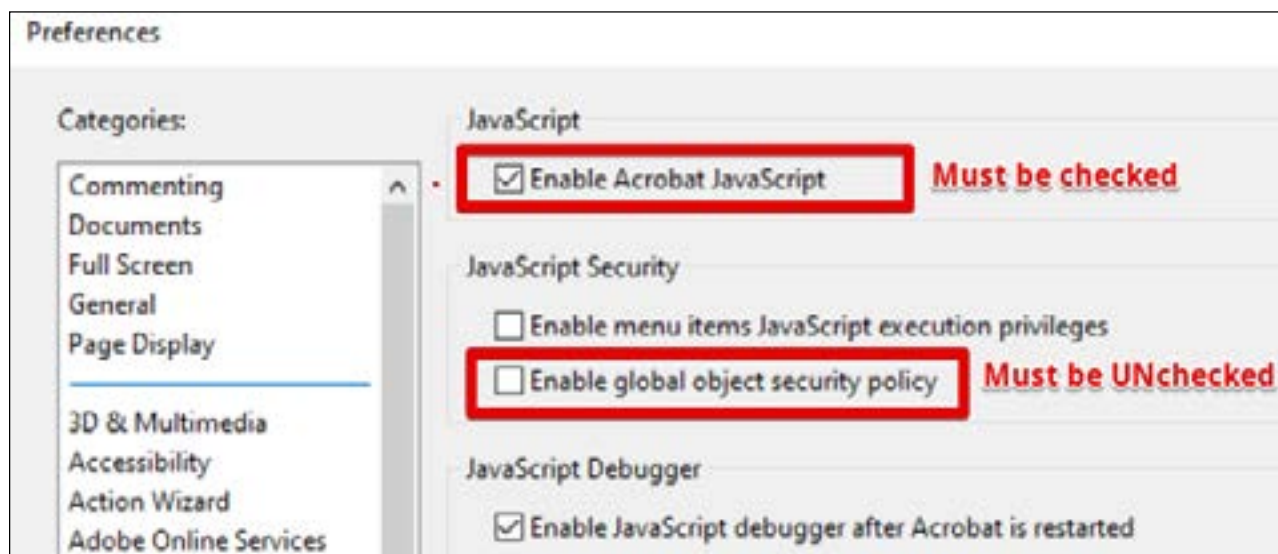 Preferences
Categories:
Commenting
Documents
Full Screen
General
Page Display
3D & Multimedia
Accessibility
Action Wizard
Adobe Online Services
JavaScript
Enable Acrobat JavaScript
Must be checked
JavaScript Security
Enable menu items JavaScript execution privileges
Enable global object security policy
Must be UNchecked
JavaScript Debugger
Enable JavaScript debugger after Acrobat is restarted